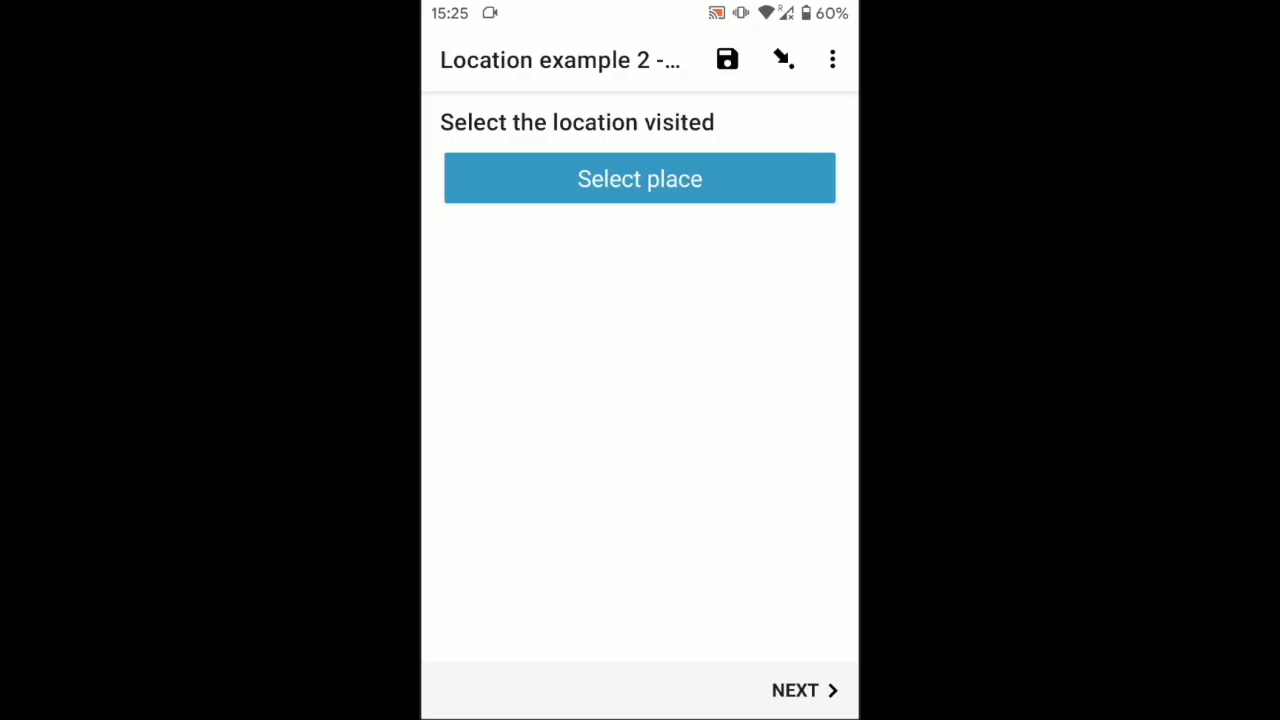 15:25 60%
Location example 2 -...
Select the location visited
Select place
NEXT